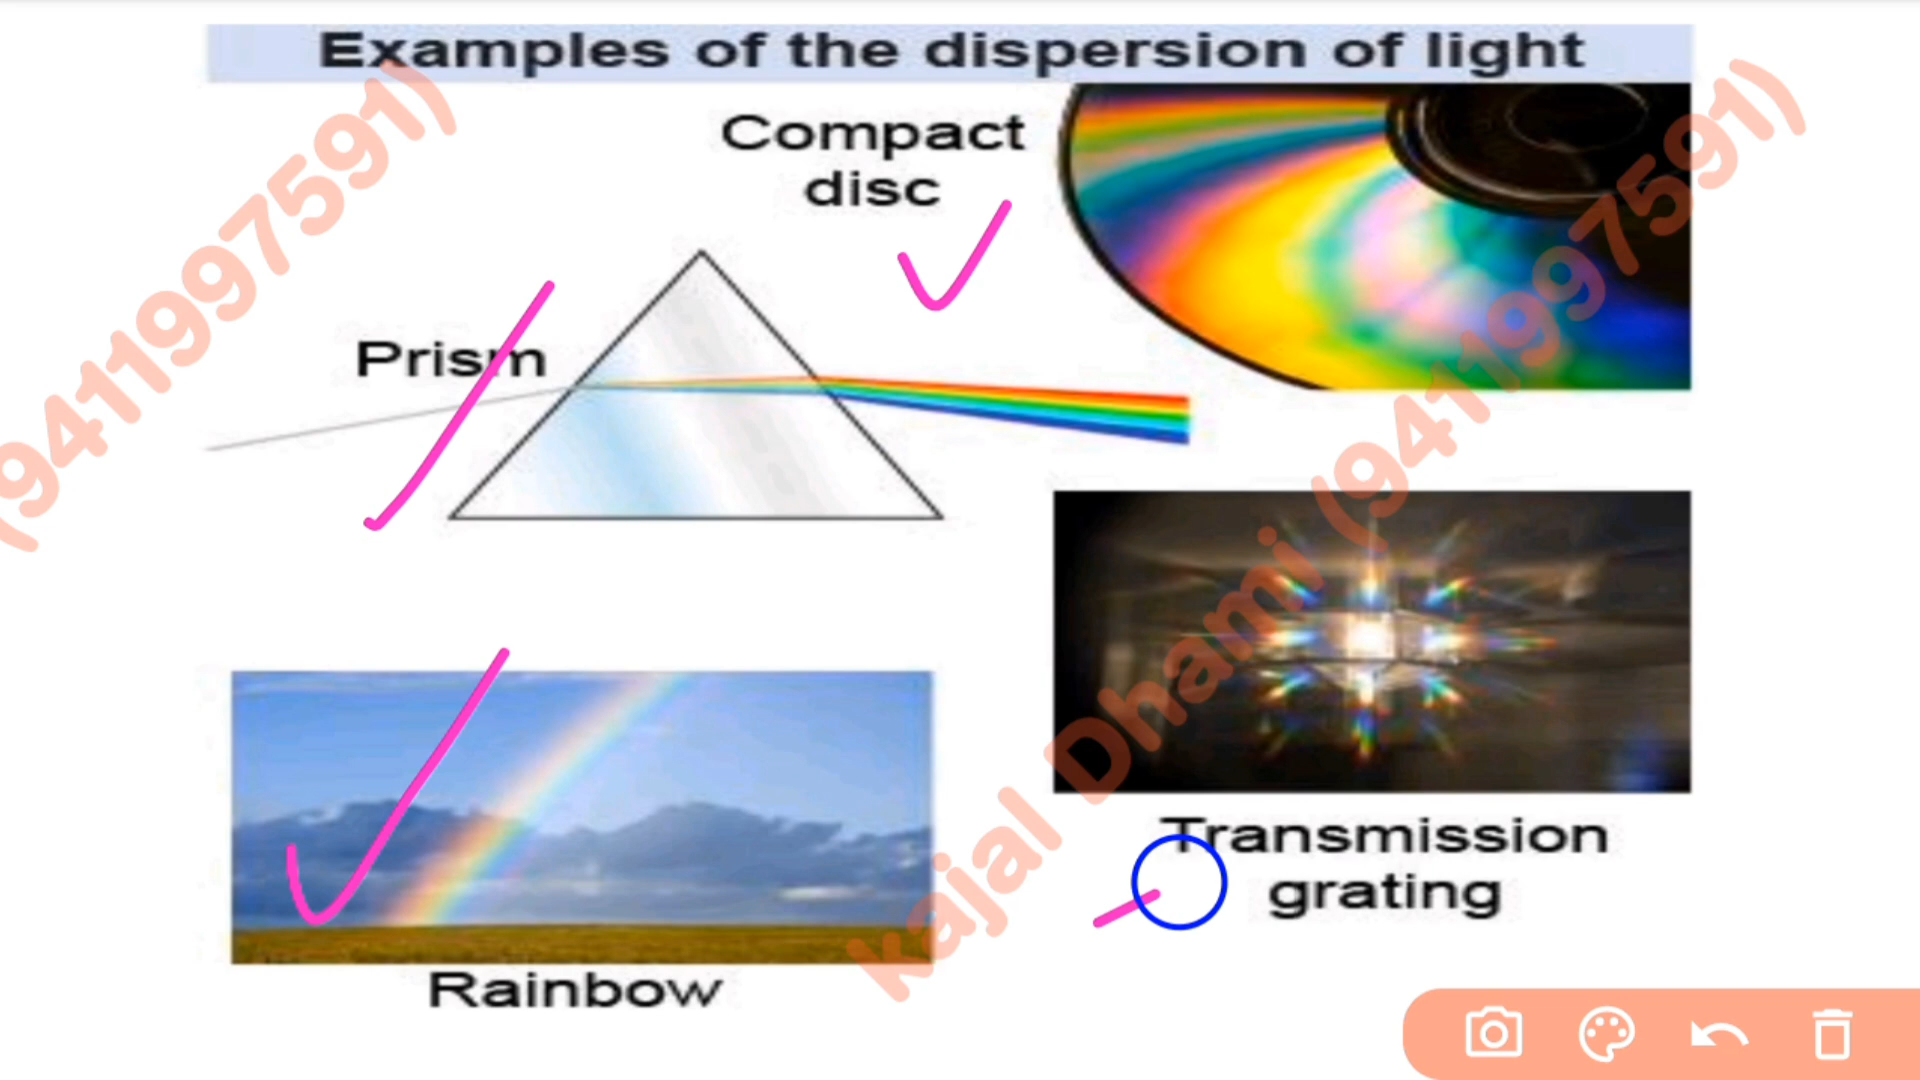 Examples of the dispersion of light
Compact
disc
Prism
Transmission
grating
Rainbow
(9411997591)
kajal Dhami (9411997591)